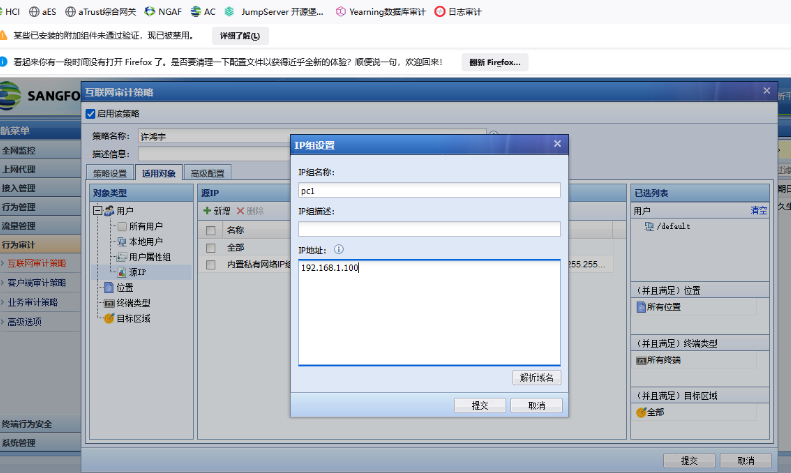 HCI aES aTrust综合网关 NGAF AC JumpServer 开源堡... Yearning数据库审计 日志审计
某些已安装的附加组件未通过验证，现已被禁用。 详细了解(L)
看起来你有一段时间没有打开 Firefox 了。是否要清理一下配置文件以获得近乎全新的体验？顺便说一句，欢迎回来！ 翻新 Firefox...
SANGFO
互联网审计策略
航菜单
启用该策略
全网监控
策略名称: 许鸿宇
上网代理
描述信息:
接入管理
策略设置 适用对象 高级配置
行为管理
对象类型 源IP 已选列表
流量管理
用户 新增 删除 用户 清空
行为审计
所有用户 名称 /default
互联网审计策略
本地用户 全部
用户属性组 内置私有网络IP组 255.255...
客户端审计策略
源IP
业务审计策略
位置 (并且满足) 位置
高级选项
终端类型 所有位置
目标区域
(并且满足) 终端类型
所有终端
(并且满足) 目标区域
全部
终端行为安全
系统管理
提交 取消
IP组设置
IP组名称:
pc1
IP组描述:
IP地址:
192.168.1.100
解析域名
提交 取消